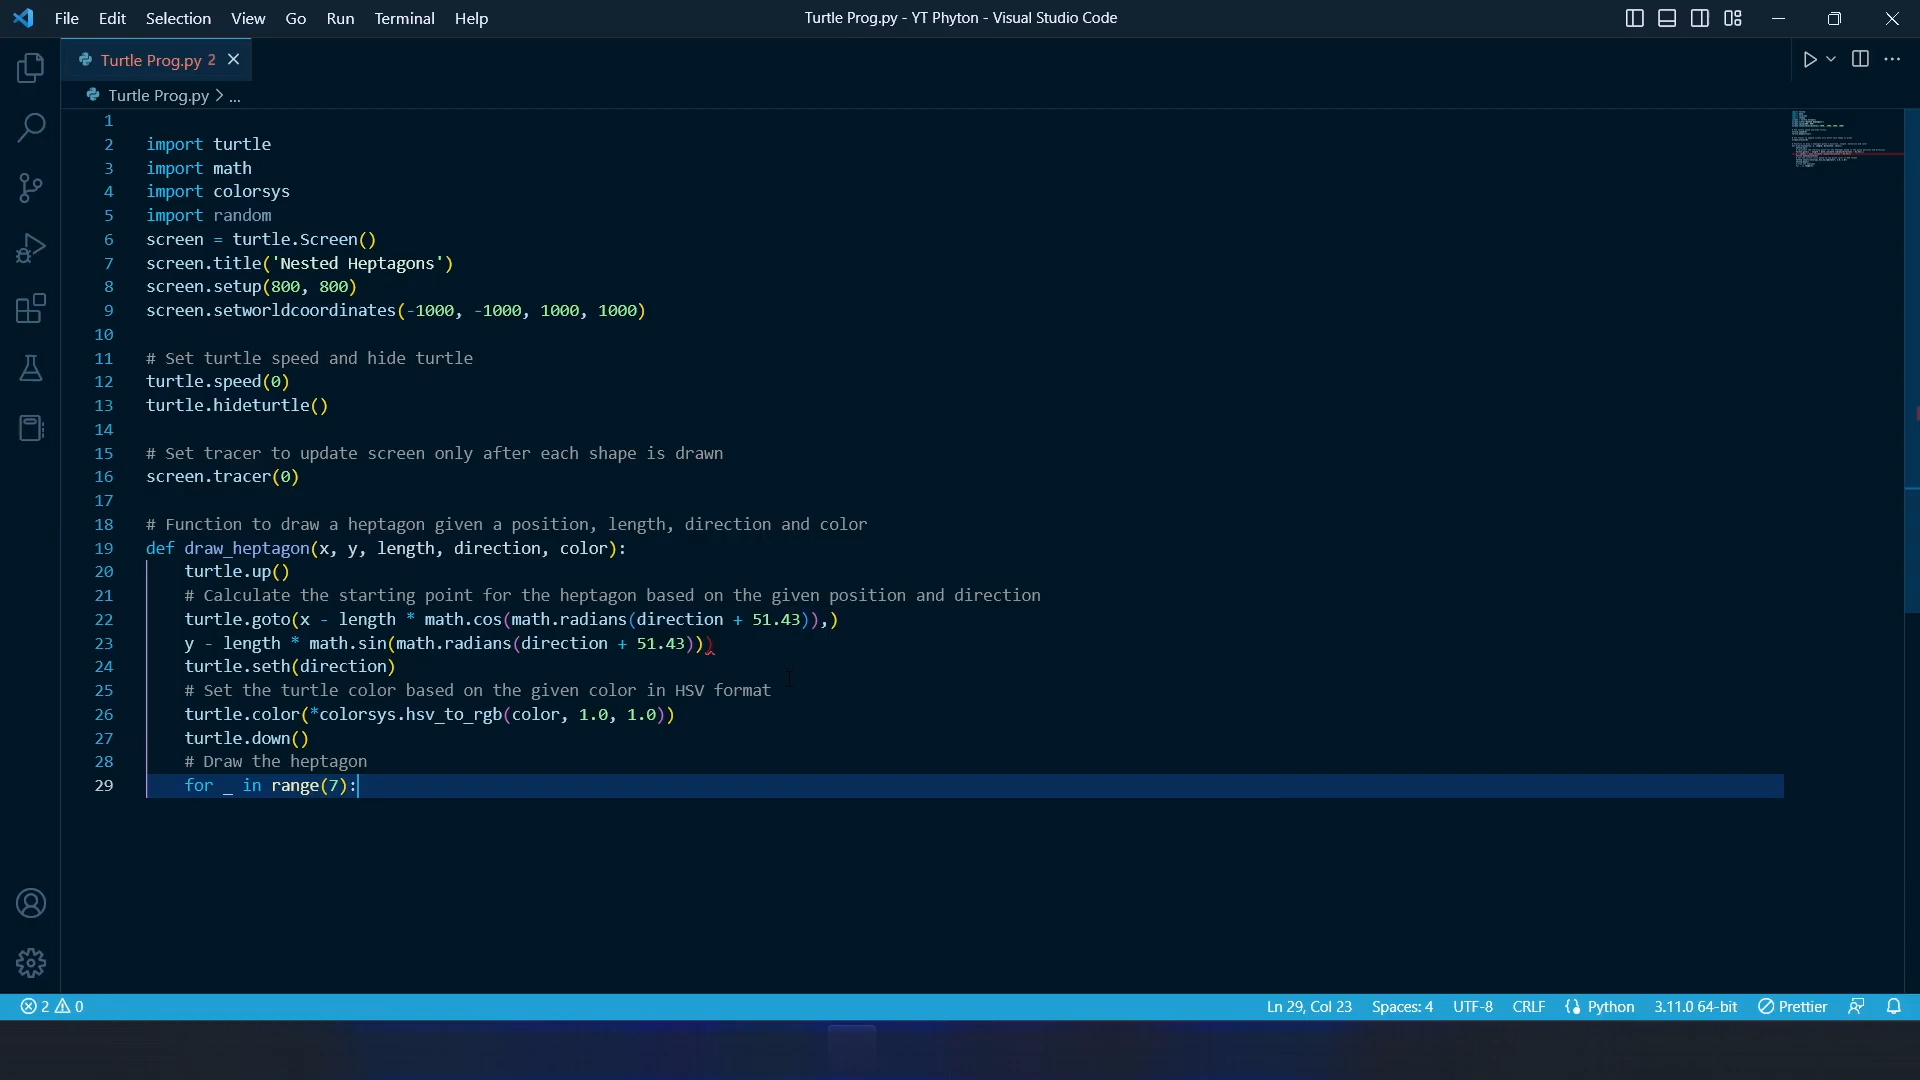 File Edit Selection View Go Run Terminal Help
Turtle Prog.py - YT Phyton - Visual Studio Code
Turtle Prog.py 2
Turtle Prog.py > ...
1
2 import turtle
3 import math
4 import colorsys
5 import random
6 screen = turtle.Screen()
7 screen.title('Nested Heptagons')
8 screen.setup(800, 800)
9 screen.setworldcoordinates(-1000, -1000, 1000, 1000)
10
11 # Set turtle speed and hide turtle
12 turtle.speed(0)
13 turtle.hideturtle()
14
15 # Set tracer to update screen only after each shape is drawn
16 screen.tracer(0)
17
18 # Function to draw a heptagon given a position, length, direction and color
19 def draw_heptagon(x, y, length, direction, color):
20     turtle.up()
21     # Calculate the starting point for the heptagon based on the given position and direction
22     turtle.goto(x - length * math.cos(math.radians(direction + 51.43)),)
23     y - length * math.sin(math.radians(direction + 51.43)))
24     turtle.seth(direction)
25     # Set the turtle color based on the given color in HSV format
26     turtle.color(*colorsys.hsv_to_rgb(color, 1.0, 1.0))
27     turtle.down()
28     # Draw the heptagon
29     for _ in range(7):
2 0
Ln 29, Col 23 Spaces: 4 UTF-8 CRLF Python 3.11.0 64-bit Prettier